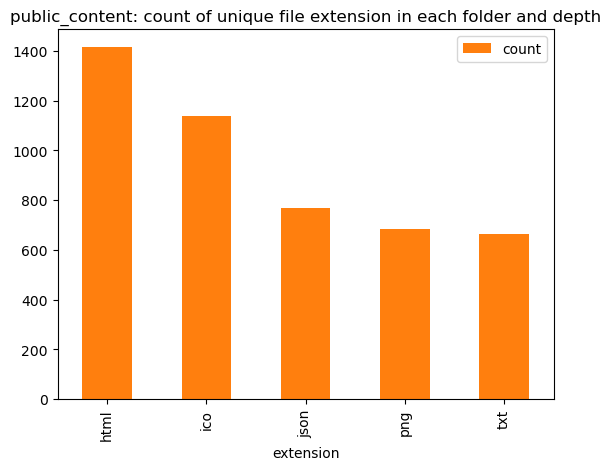 public_content: count of unique file extension in each folder and depth
count
1400
1200
1000
800
600
400
200
0
html
ico
json
png
txt
extension